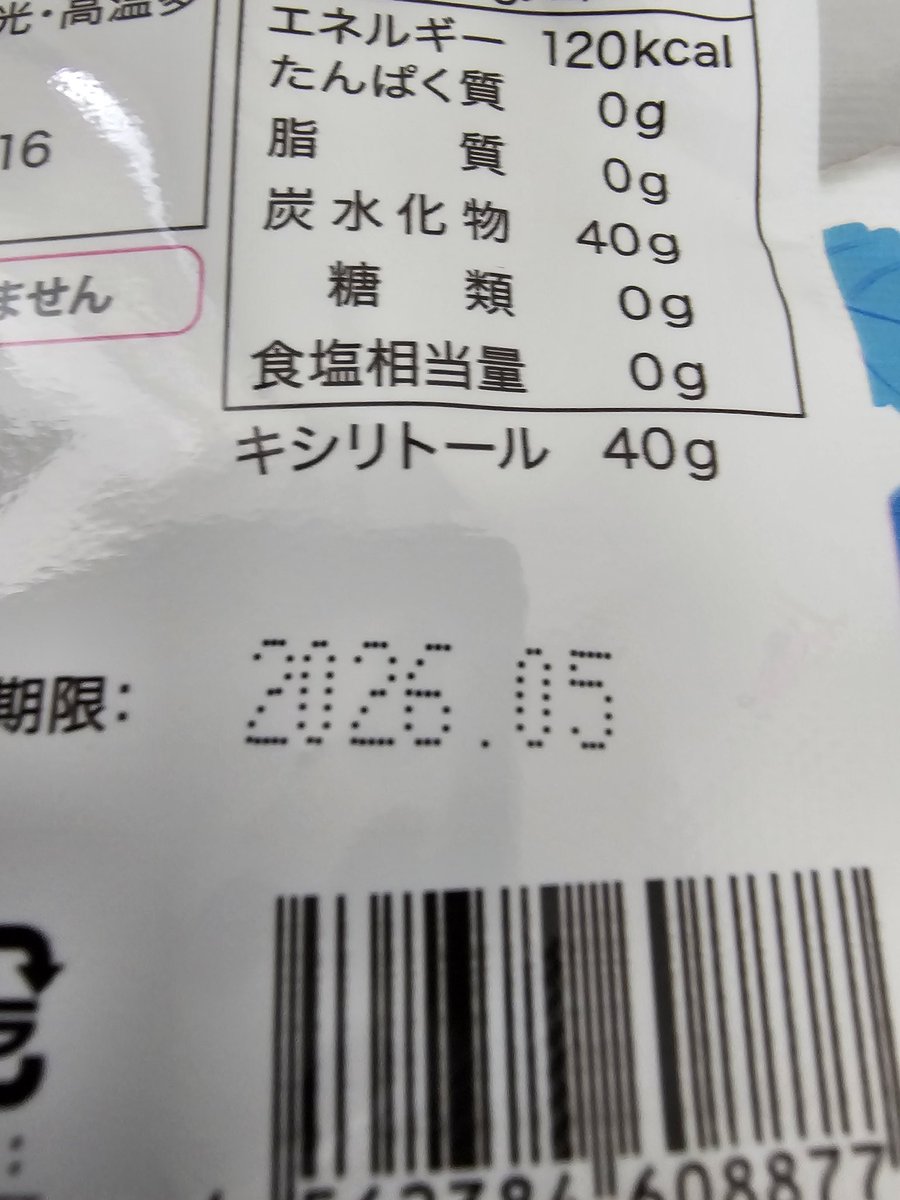 光・高温多
エネルギー 120kcal
たんぱく質 0g
脂質 0g
16
炭水化物 40g
糖類 0g
ません
食塩相当量 0g
キシリトール 40g
期限: 2026.05
608877